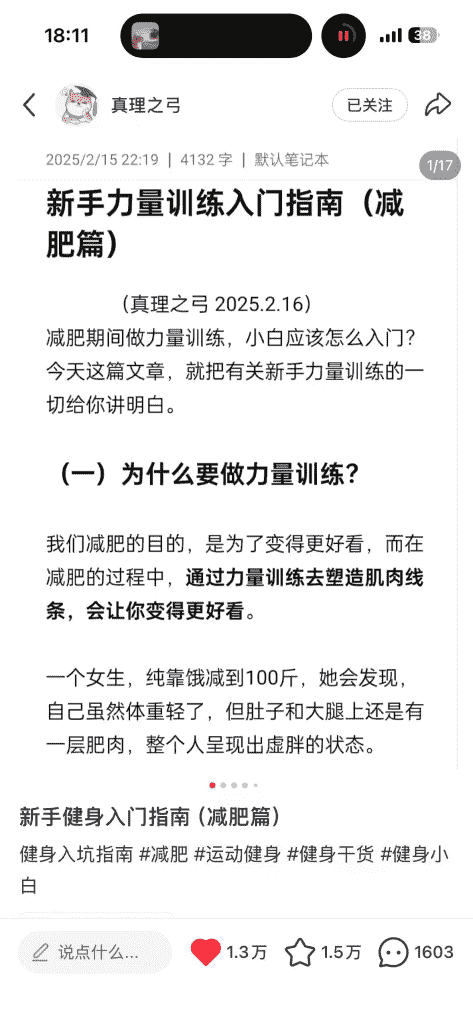 18:11
38
真理之弓
已关注
2025/2/15 22:19 | 4132 字 | 默认笔记本
1/17
新手力量训练入门指南（减
肥篇）
（真理之弓 2025.2.16）
减肥期间做力量训练，小白应该怎么入门？
今天这篇文章，就把有关新手力量训练的一
切给你讲明白。
（一）为什么要做力量训练？
我们减肥的目的，是为了变得更好看，而在
减肥的过程中，通过力量训练去塑造肌肉线
条，会让你变得更好看。
一个女生，纯靠饿减到100斤，她会发现，
自己虽然体重轻了，但肚子和大腿上还是有
一层肥肉，整个人呈现出虚胖的状态。
新手健身入门指南（减肥篇）
健身入坑指南 #减肥 #运动健身 #健身干货 #健身小
白
说点什么...
1.3万
1.5万
1603